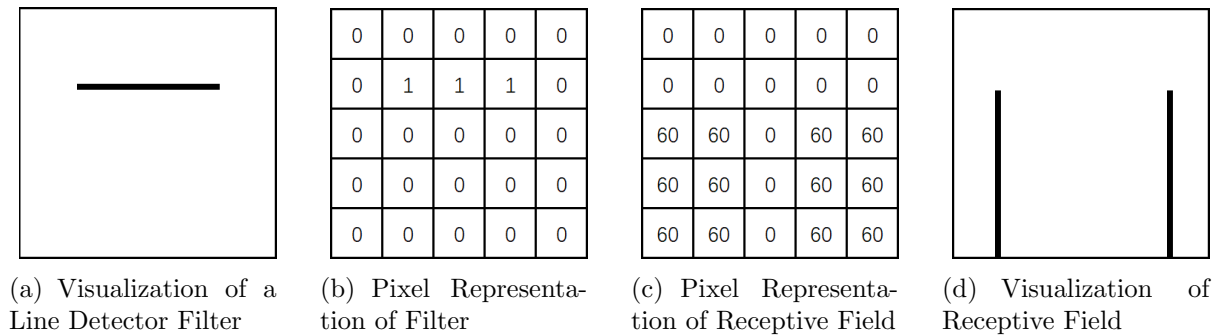 0 0 0 0 0
0 1 1 1 0
0 0 0 0 0
0 0 0 0 0
0 0 0 0 0
0 0 0 0 0
0 0 0 0 0
60 60 0 60 60
60 60 0 60 60
60 60 0 60 60
(a) Visualization of a
Line Detector Filter
(b) Pixel Representa-
tion of Filter
(c) Pixel Representa-
tion of Receptive Field
(d) Visualization of
Receptive Field